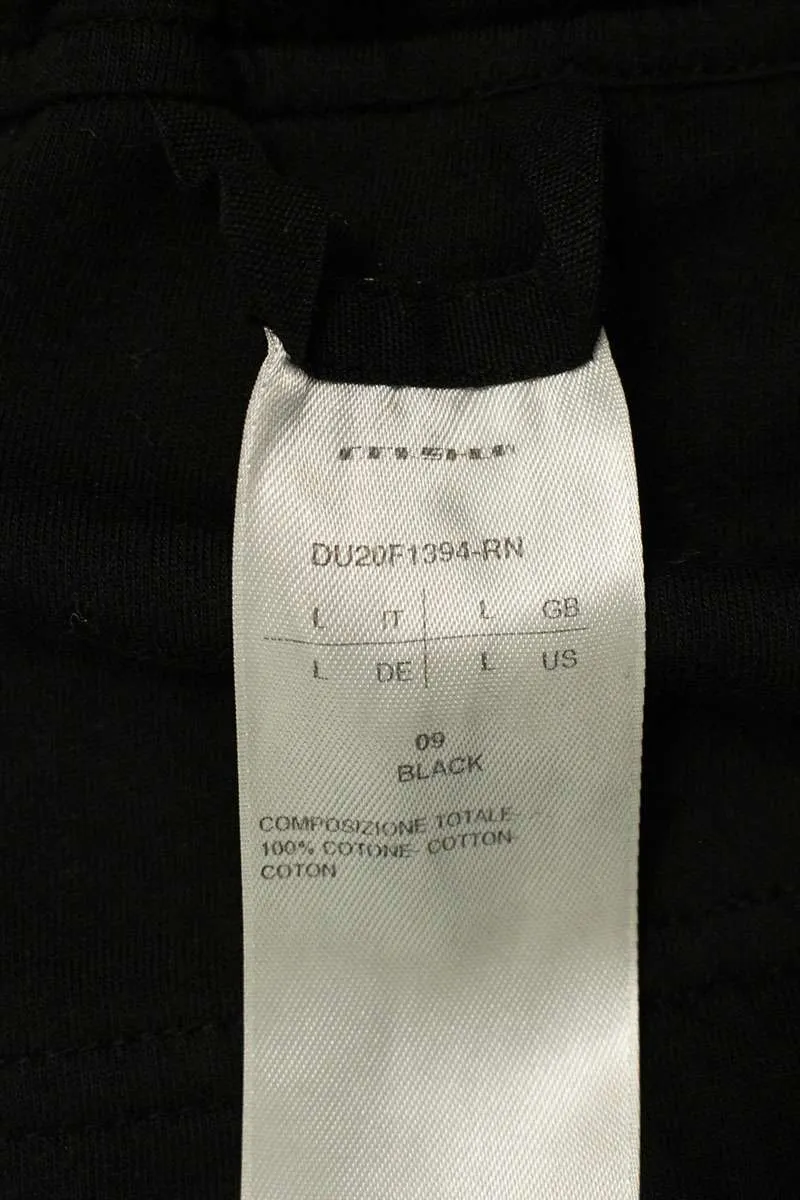 DU20F1394-RN
L IT L GB
L DE L US
09
BLACK
COMPOSIZIONE TOTALE-
100% COTONE- COTTON-
COTON